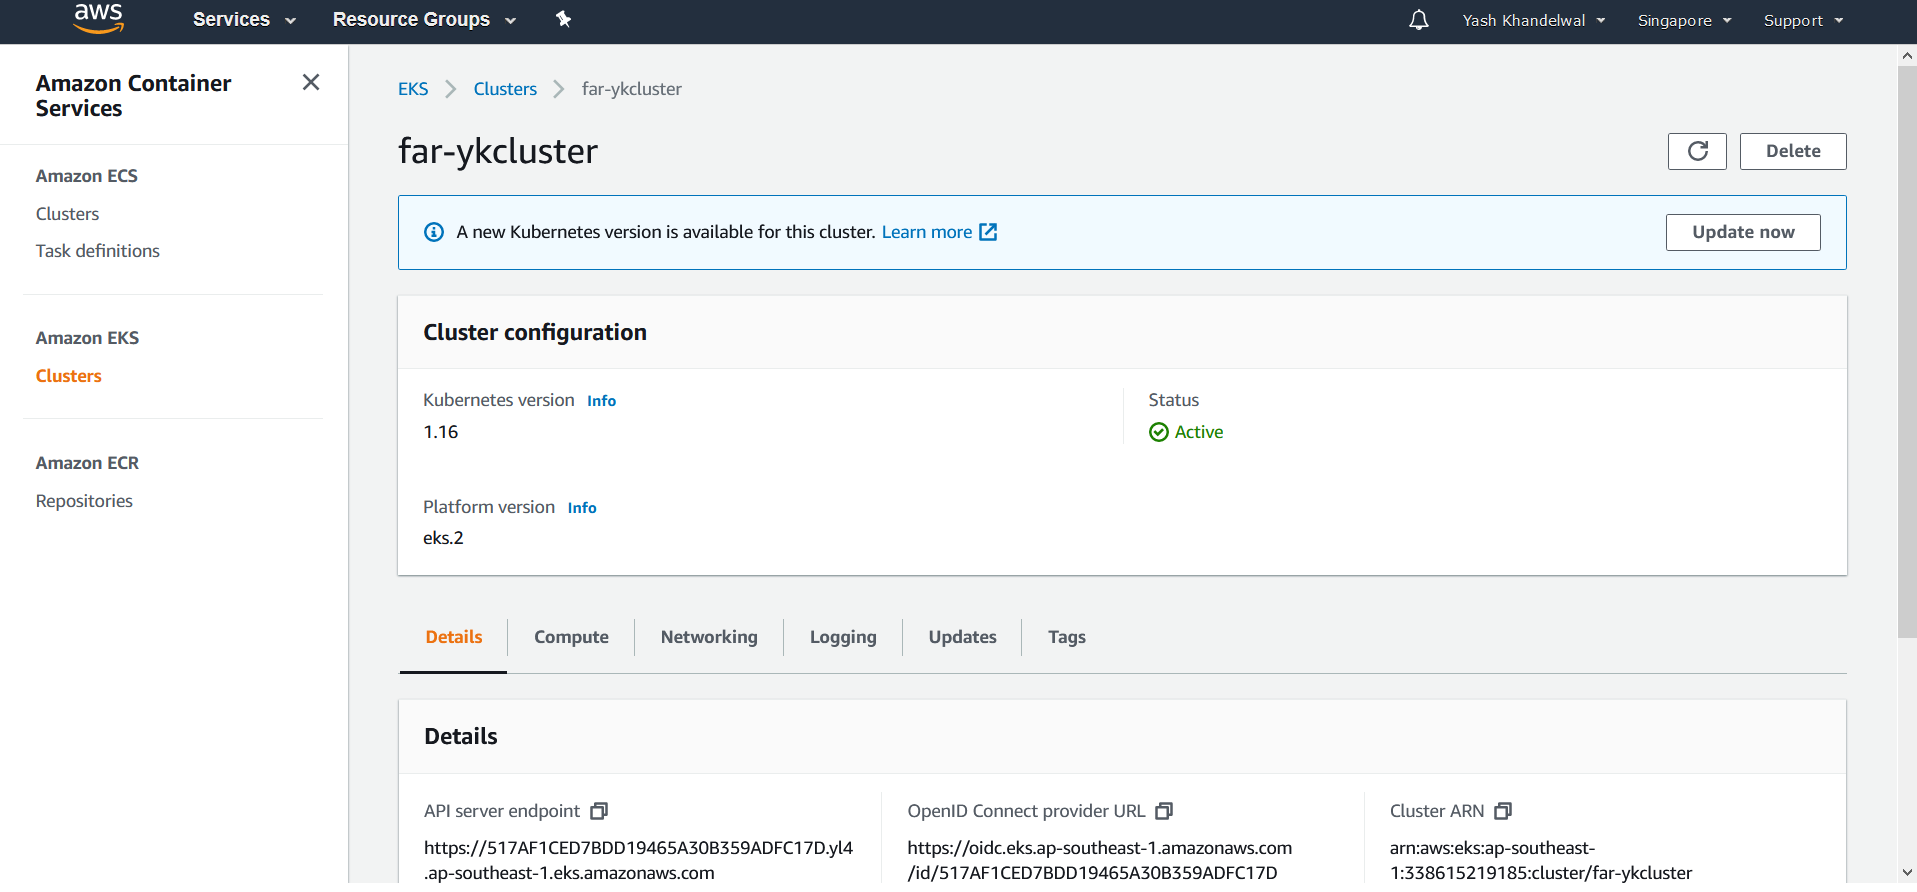 aws
Services
Resource Groups
Yash Khandelwal
Singapore
Support
Amazon Container
Services
Amazon ECS
Clusters
Task definitions
Amazon EKS
Clusters
Amazon ECR
Repositories
EKS
Clusters
far-ykcluster
far-ykcluster
Delete
A new Kubernetes version is available for this cluster. Learn more
Update now
Cluster configuration
Kubernetes version Info
1.16
Status
Active
Platform version Info
eks.2
Details
Compute
Networking
Logging
Updates
Tags
Details
API server endpoint
https://517AF1CED7BDD19465A30B359ADFC17D.yl4
.ap-southeast-1.eks.amazonaws.com
OpenID Connect provider URL
https://oidc.eks.ap-southeast-1.amazonaws.com
/id/517AF1CED7BDD19465A30B359ADFC17D
Cluster ARN
arn:aws:eks:ap-southeast-
1:338615219185:cluster/far-ykcluster